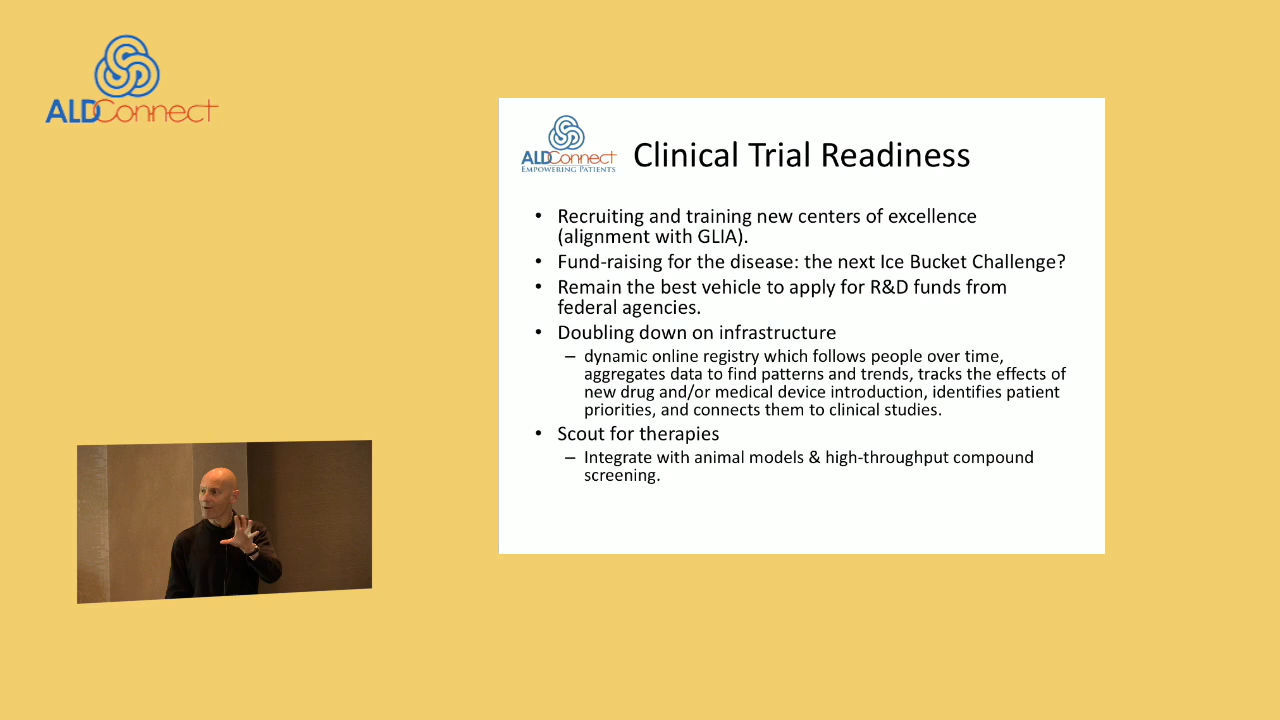 ALDConnect
ALDConnect
EMPOWERING PATIENTS
Clinical Trial Readiness
• Recruiting and training new centers of excellence
(alignment with GLIA).
• Fund-raising for the disease: the next Ice Bucket Challenge?
• Remain the best vehicle to apply for R&D funds from
federal agencies.
• Doubling down on infrastructure
– dynamic online registry which follows people over time,
aggregates data to find patterns and trends, tracks the effects of
new drug and/or medical device introduction, identifies patient
priorities, and connects them to clinical studies.
• Scout for therapies
– Integrate with animal models & high-throughput compound
screening.